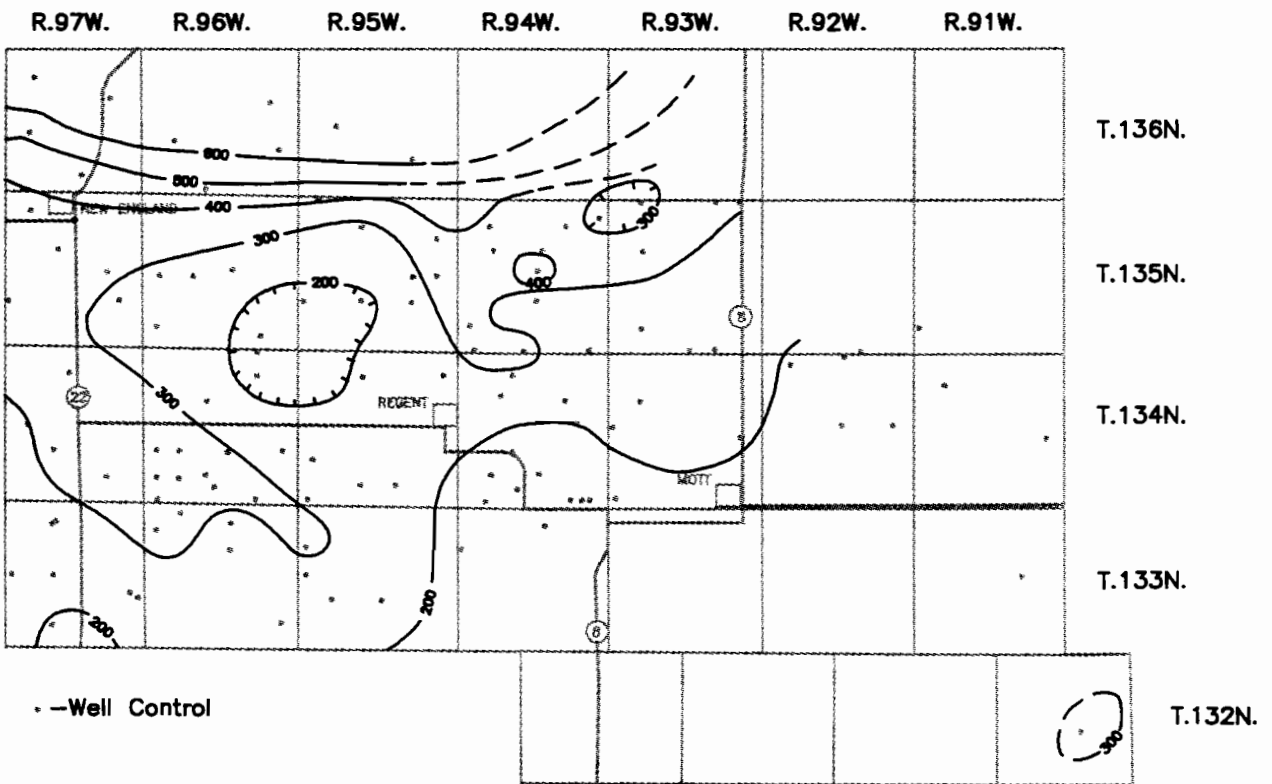 R.97W. R.96W. R.95W. R.94W. R.93W. R.92W. R.91W.
T.136N.
600
500
400
NEW ENGLAND
300
300
200
400
T.135N.
8
22
300
REGENT
T.134N.
MOTT
T.133N.
200
200
8
- Well Control
T.132N.
300